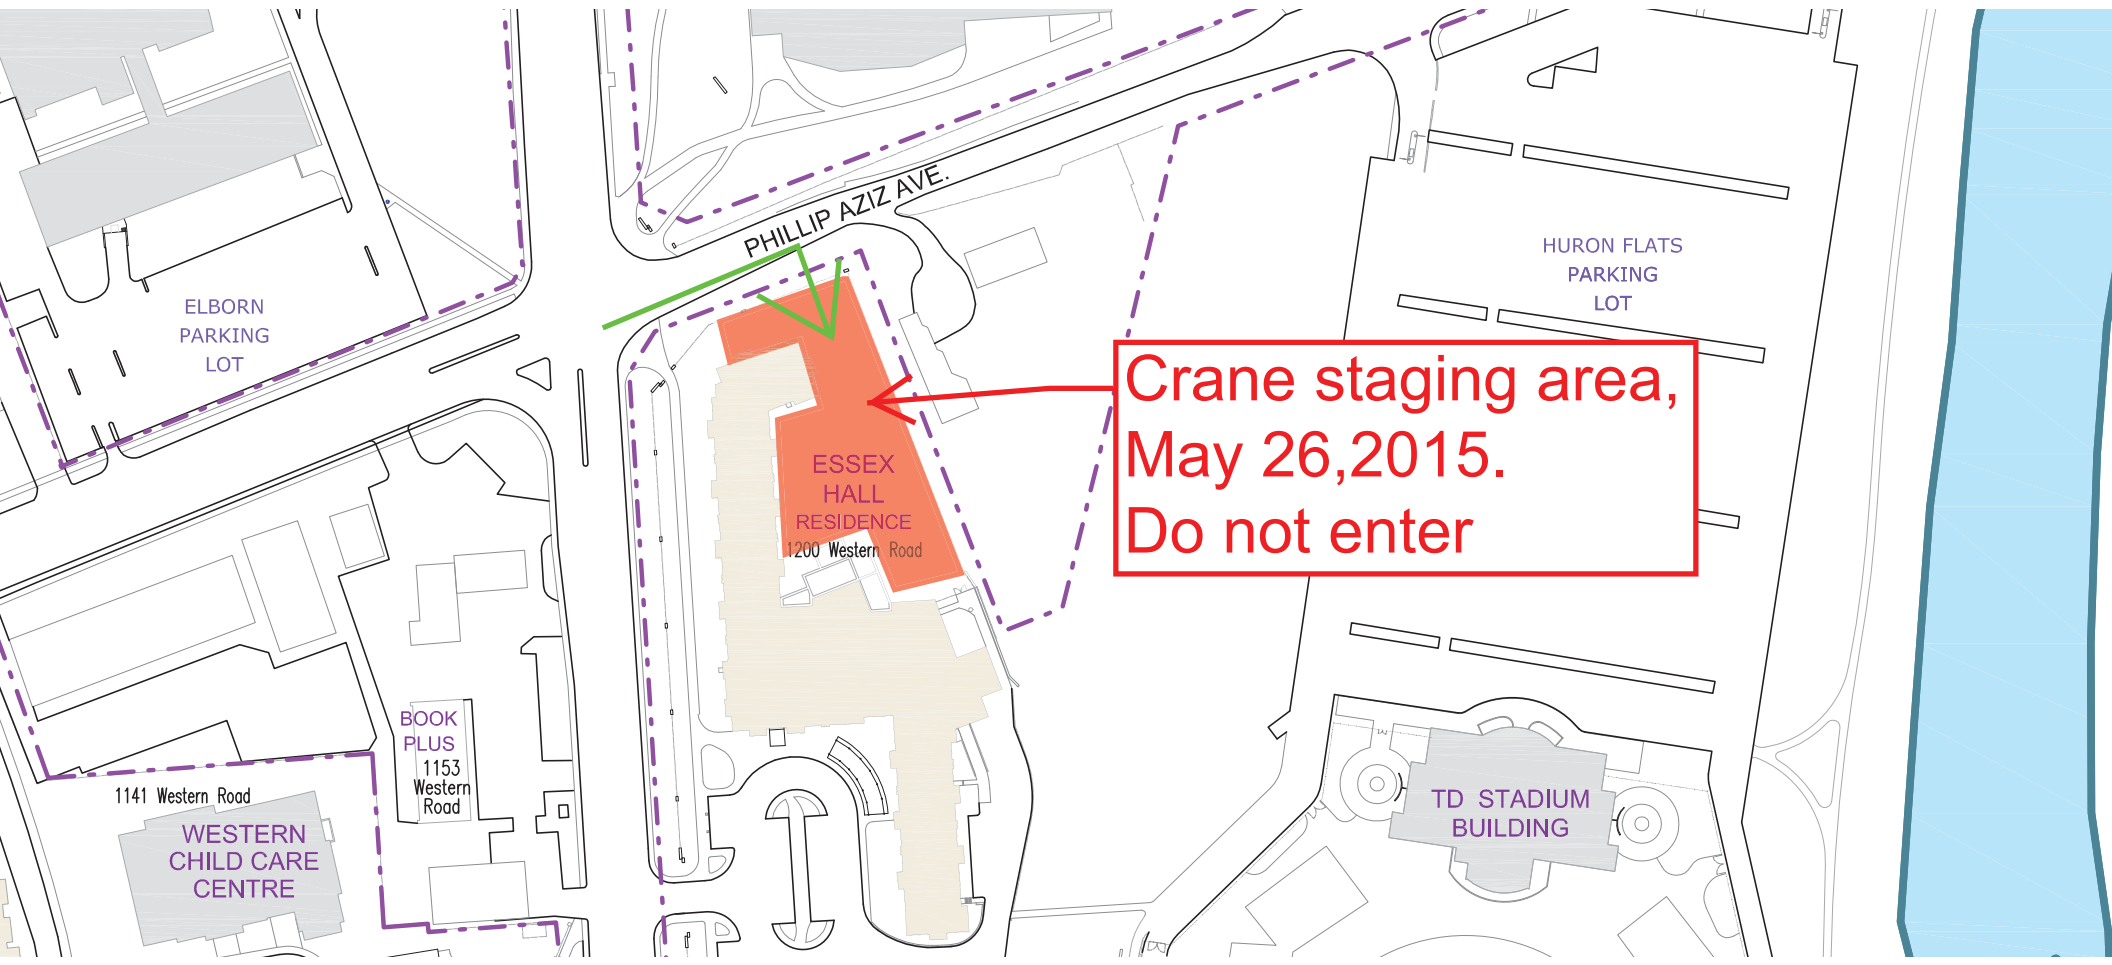 PHILLIP AZIZ AVE.
ELBORN
PARKING
LOT
HURON FLATS
PARKING
LOT
Crane staging area,
May 26,2015.
Do not enter
ESSEX
HALL
RESIDENCE
1200 Western Road
BOOK
PLUS
1153
Western
Road
1141 Western Road
WESTERN
CHILD CARE
CENTRE
TD STADIUM
BUILDING